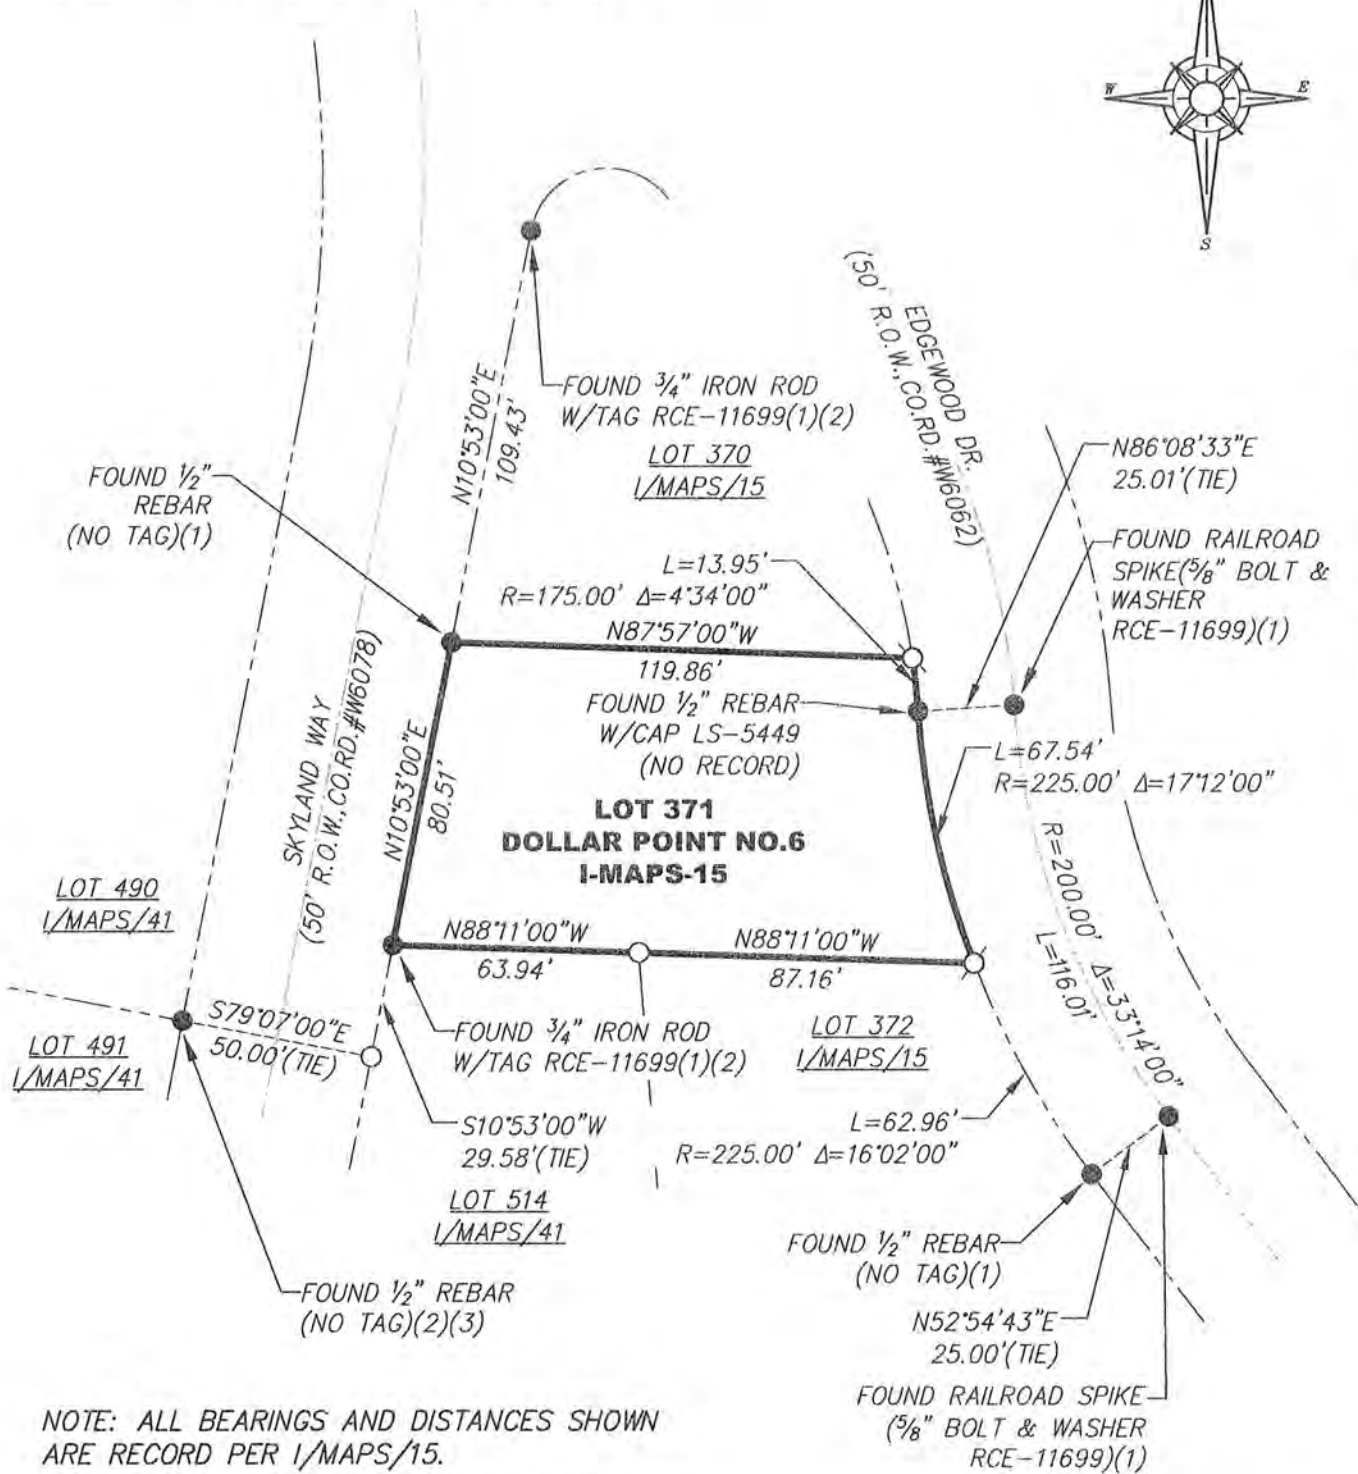 W
E
S
EDGEWOOD DR.
(50' R.O.W.,CO.RD.#W6062)
N10°53'00"E
109.43'
FOUND 3/4" IRON ROD
W/TAG RCE-11699(1)(2)
LOT 370
I/MAPS/15
N86°08'33"E
25.01'(TIE)
FOUND 1/2"
REBAR
(NO TAG)(1)
FOUND RAILROAD
SPIKE(5/8" BOLT &
WASHER
RCE-11699)(1)
L=13.95'
R=175.00' Δ=4°34'00"
N87°57'00"W
119.86'
FOUND 1/2" REBAR
W/CAP LS-5449
(NO RECORD)
L=67.54'
R=225.00' Δ=17°12'00"
SKYLAND WAY
(50' R.O.W.,CO.RD.#W6078)
N10°53'00"E
80.51'
LOT 371
DOLLAR POINT NO.6
I-MAPS-15
R=200.00' Δ=33°14'00"
L=116.01'
LOT 490
I/MAPS/41
N88°11'00"W
63.94'
N88°11'00"W
87.16'
S79°07'00"E
50.00'(TIE)
LOT 491
I/MAPS/41
FOUND 3/4" IRON ROD
W/TAG RCE-11699(1)(2)
LOT 372
I/MAPS/15
S10°53'00"W
29.58'(TIE)
L=62.96'
R=225.00' Δ=16°02'00"
LOT 514
I/MAPS/41
FOUND 1/2" REBAR
(NO TAG)(1)
FOUND 1/2" REBAR
(NO TAG)(2)(3)
N52°54'43"E
25.00'(TIE)
FOUND RAILROAD SPIKE
(5/8" BOLT & WASHER
RCE-11699)(1)
NOTE: ALL BEARINGS AND DISTANCES SHOWN
ARE RECORD PER I/MAPS/15.